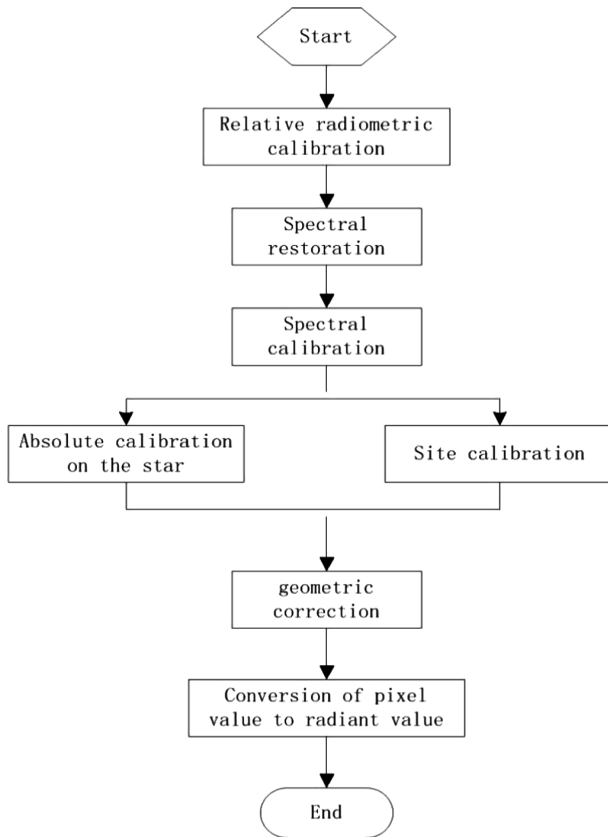 Start
Relative radiometric
calibration
Spectral
restoration
Spectral
calibration
Absolute calibration
on the star
Site calibration
geometric
correction
Conversion of pixel
value to radiant value
End